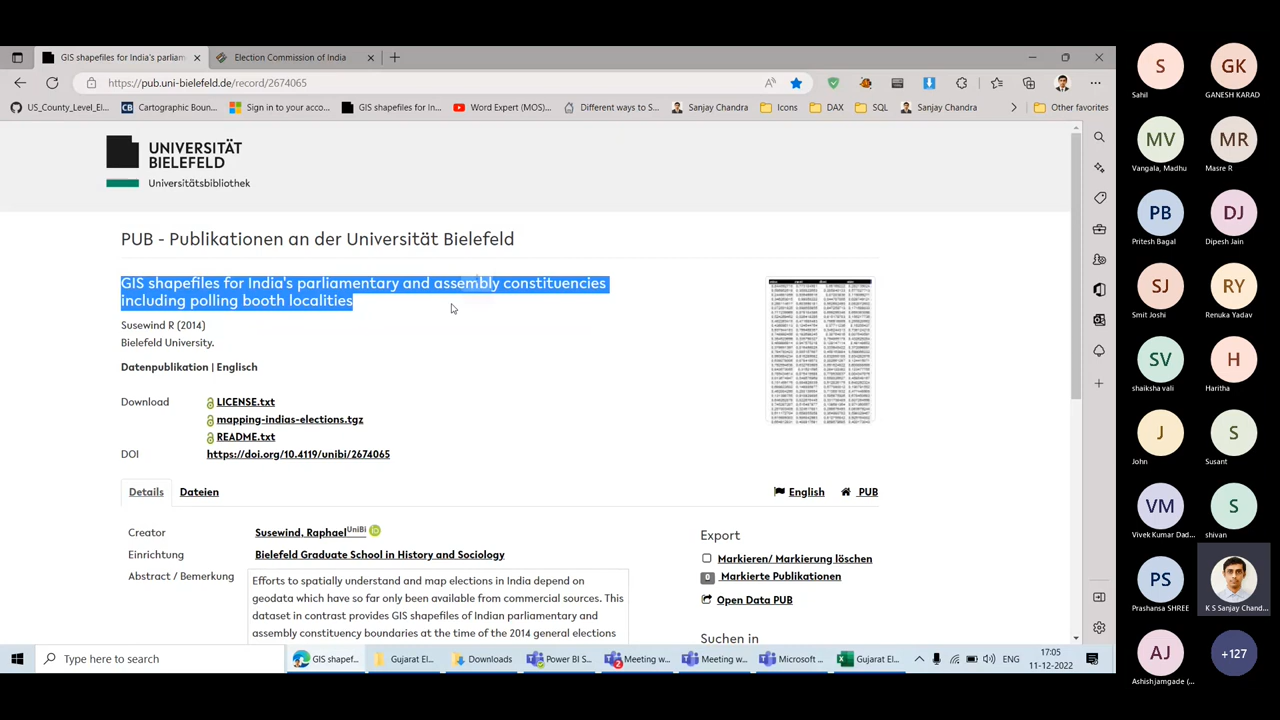 GIS shapefiles for India's parliam
Election Commission of India
https://pub.uni-bielefeld.de/record/2674065
US_County_Level_El...
Cartographic Boun...
Sign in to your acco...
GIS shapefiles for In...
Word Expert (MOS)...
Different ways to S...
Sanjay Chandra
Icons
DAX
SQL
Sanjay Chandra
Other favorites
UNIVERSITÄT
BIELEFELD
Universitätsbibliothek
PUB - Publikationen an der Universität Bielefeld
GIS shapefiles for India's parliamentary and assembly constituencies
including polling booth localities
Susewind R (2014)
Bielefeld University.
Datenpublikation | Englisch
Download
LICENSE.txt
mapping-indias-elections.tgz
README.txt
DOI
https://doi.org/10.4119/unibi/2674065
Details
Dateien
English
PUB
Creator
Susewind, RaphaelUniBi
Einrichtung
Bielefeld Graduate School in History and Sociology
Abstract / Bemerkung
Efforts to spatially understand and map elections in India depend on
geodata which have so far only been available from commercial sources. This
dataset in contrast provides GIS shapefiles of Indian parliamentary and
assembly constituency boundaries at the time of the 2014 general elections
Export
Markieren/ Markierung löschen
0 Markierte Publikationen
Open Data PUB
Suchen in
Type here to search
GIS shapef...
Gujarat El...
Downloads
Power BI S...
2
Meeting w...
Meeting w...
Microsoft ...
Gujarat El...
ENG
17:05
11-12-2022
S
Sahil
GK
GANESH KARAD
MV
Vangala, Madhu
MR
Masre R
PB
Pritesh Bagal
DJ
Dipesh Jain
SJ
Smit Joshi
RY
Renuka Yadav
SV
shaiksha vali
H
Haritha
J
John
S
Susant
VM
Vivek Kumar Dad...
S
shivan
PS
Prashansa SHREE
K S Sanjay Chand...
AJ
Ashish jamgade (...
+127